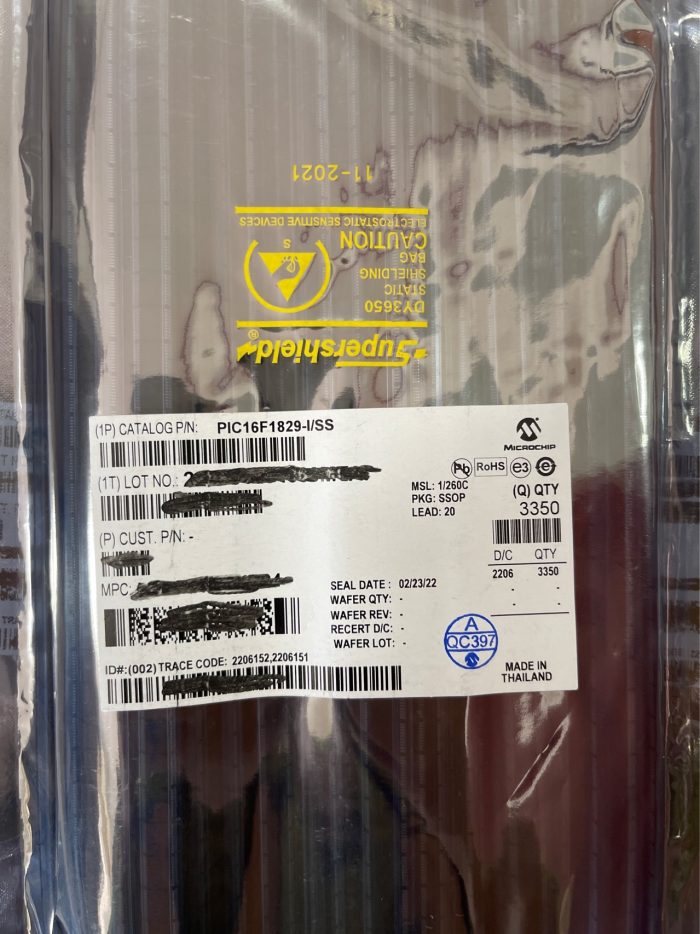 11-2021
ELECTROSTATIC SENSITIVE DEVICES
CAUTION
BAG
SHIELDING
STATIC
DY3650
S
Supershield®
(1P) CATALOG P/N: PIC16F1829-I/SS
MICROCHIP
(1T) LOT NO.: 2
Pb RoHS e3 e
MSL: 1/260C
PKG: SSOP
LEAD: 20
(Q) QTY
3350
(P) CUST. P/N: -
D/C QTY
2206 3350
- -
- -
MPC:
SEAL DATE : 02/23/22
WAFER QTY: -
WAFER REV: -
RECERT D/C: -
WAFER LOT: -
A
QC397
ID#:(002) TRACE CODE: 2206152,2206151
MADE IN
THAILAND